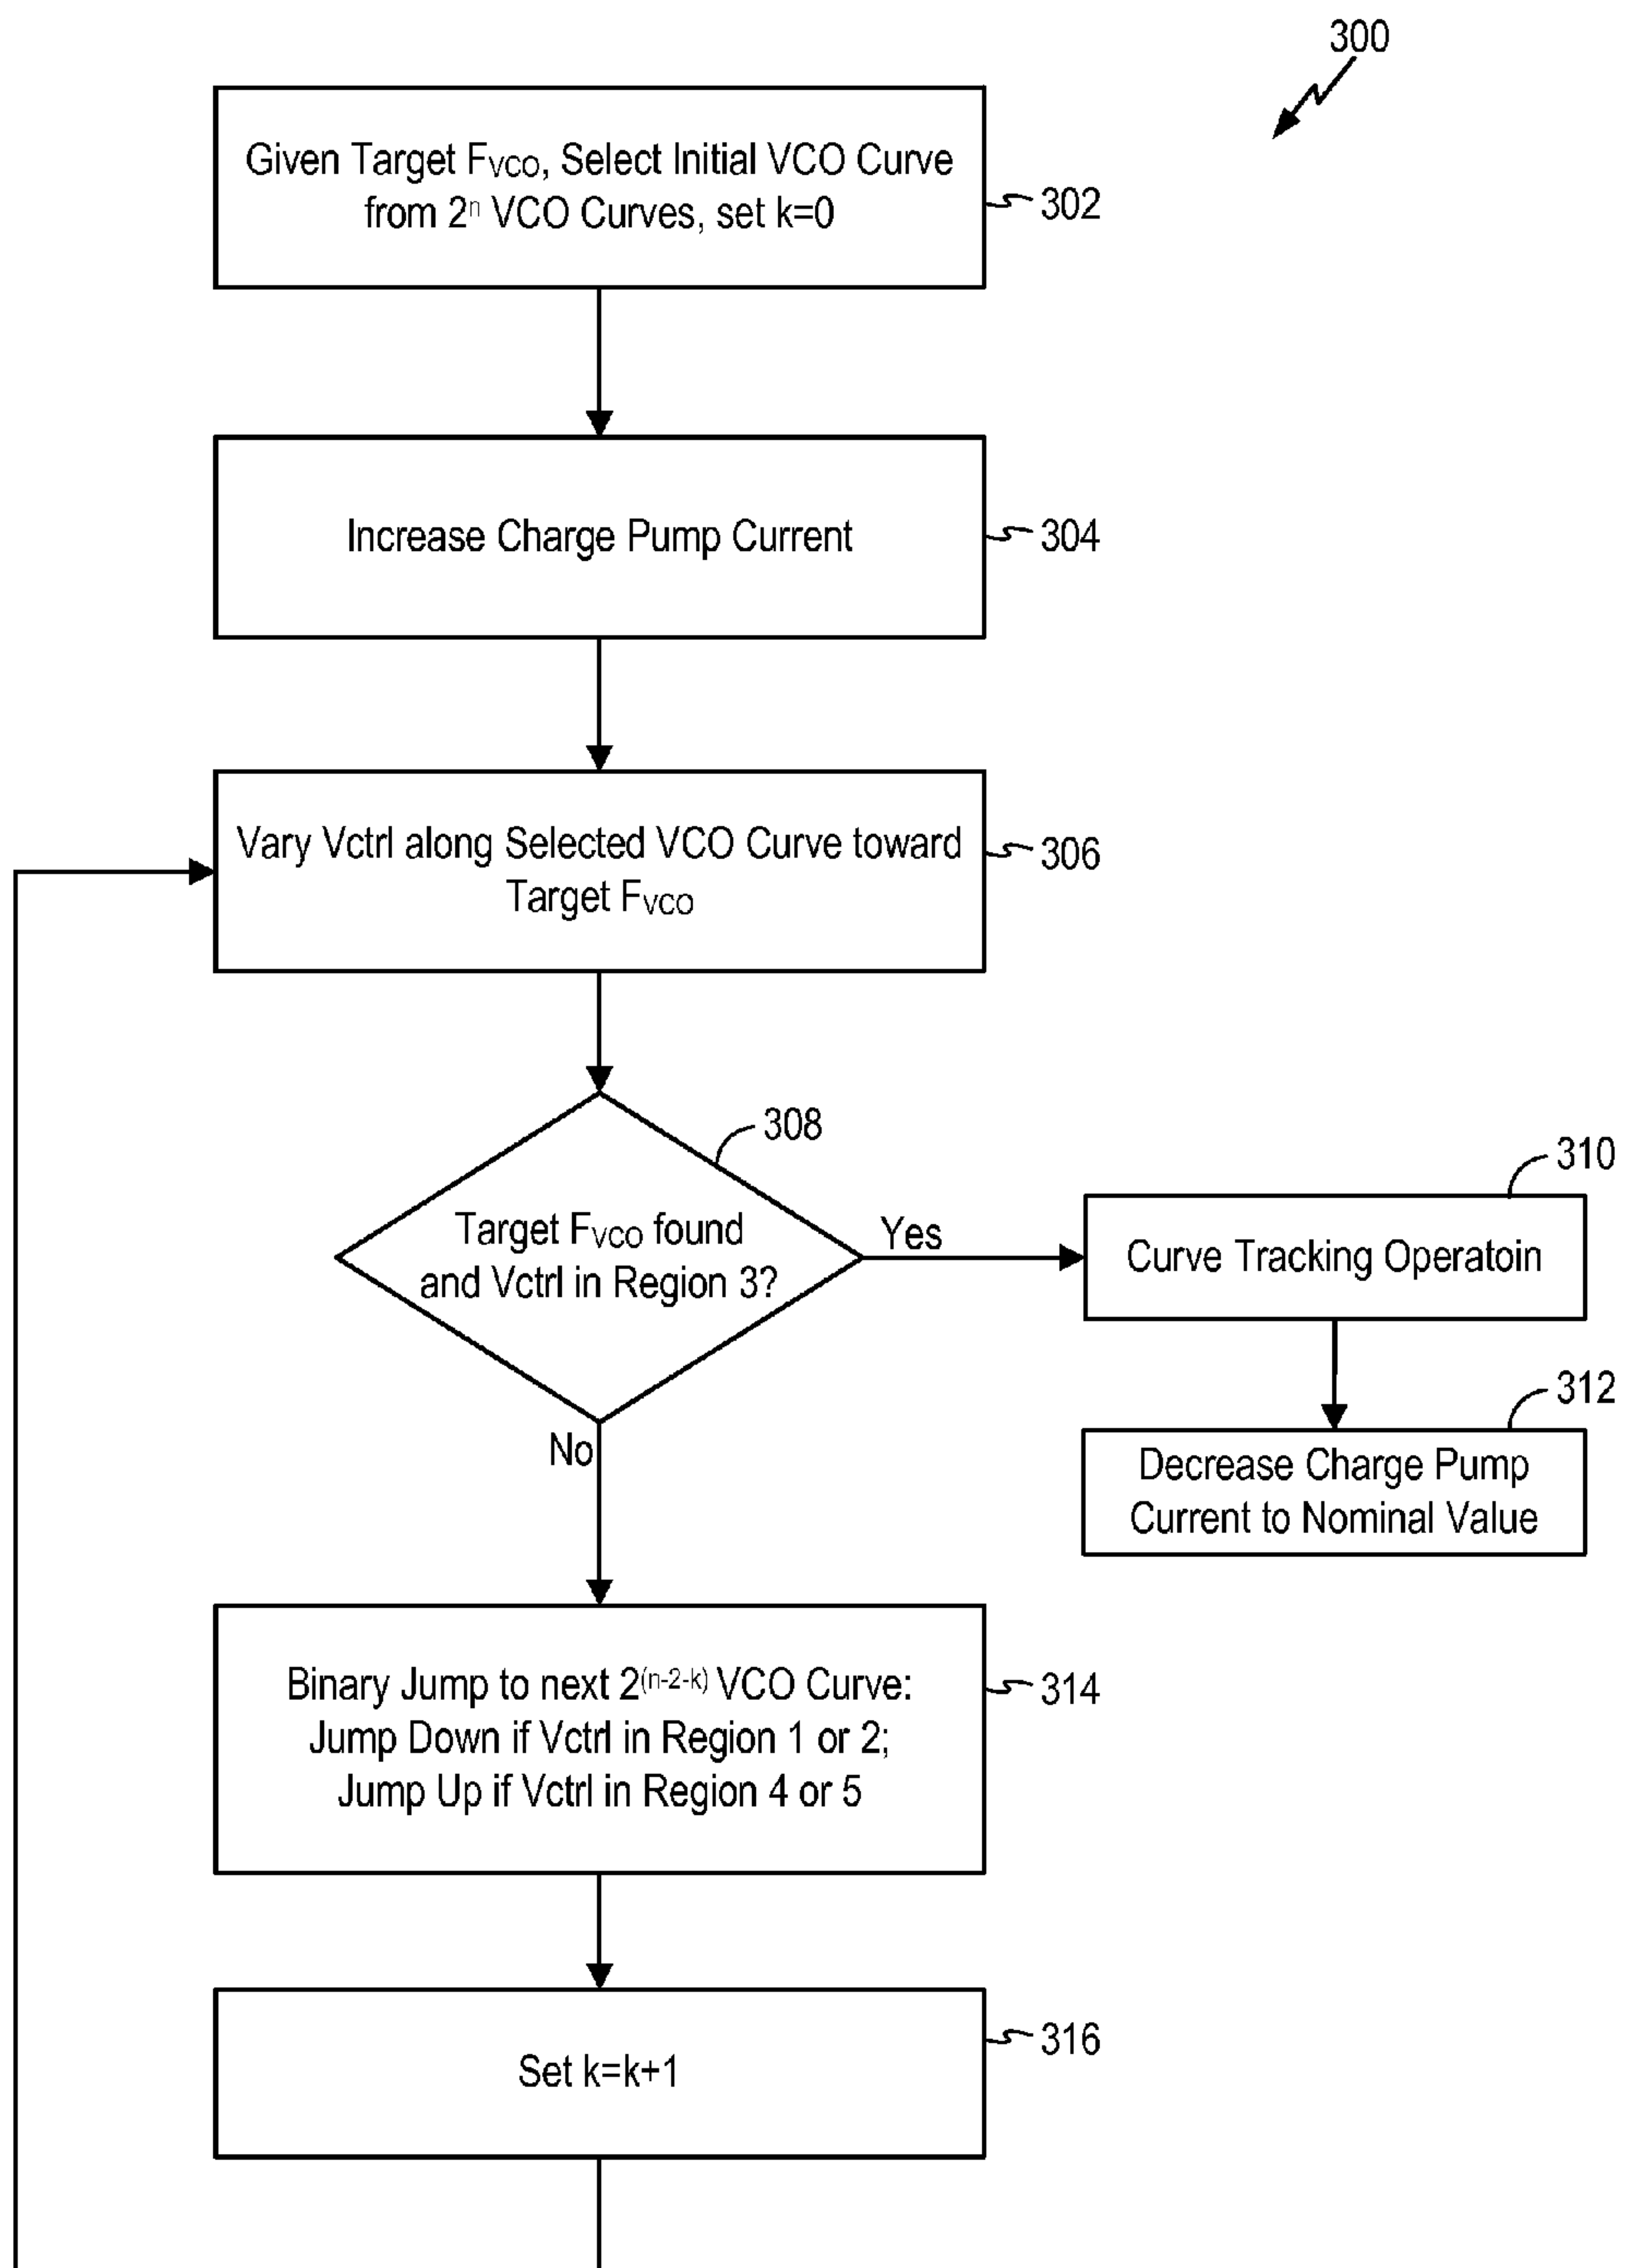 300
Given Target FVCO, Select Initial VCO Curve
from 2ⁿ VCO Curves, set k=0
302
Increase Charge Pump Current
304
Vary Vctrl along Selected VCO Curve toward
Target FVCO
306
308
Target FVCO found
and Vctrl in Region 3?
Yes
310
Curve Tracking Operatoin
312
Decrease Charge Pump
Current to Nominal Value
No
Binary Jump to next 2⁽ⁿ⁻²⁻ᵏ⁾ VCO Curve:
Jump Down if Vctrl in Region 1 or 2;
Jump Up if Vctrl in Region 4 or 5
314
Set k=k+1
316